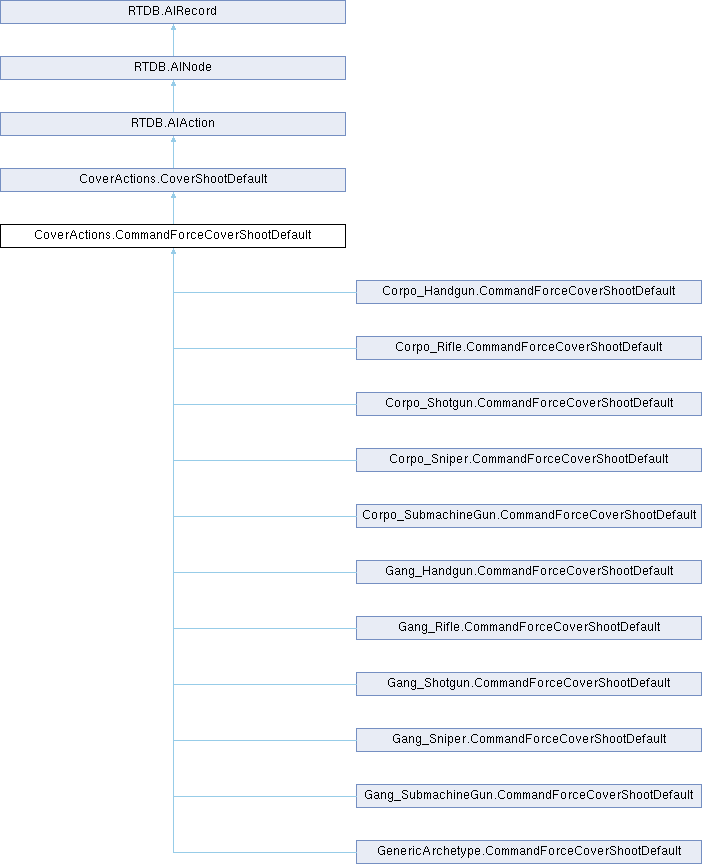 RTDB.AIRecord
RTDB.AINode
RTDB.AIAction
CoverActions.CoverShootDefault
CoverActions.CommandForceCoverShootDefault
Corpo_Handgun.CommandForceCoverShootDefault
Corpo_Rifle.CommandForceCoverShootDefault
Corpo_Shotgun.CommandForceCoverShootDefault
Corpo_Sniper.CommandForceCoverShootDefault
Corpo_SubmachineGun.CommandForceCoverShootDefault
Gang_Handgun.CommandForceCoverShootDefault
Gang_Rifle.CommandForceCoverShootDefault
Gang_Shotgun.CommandForceCoverShootDefault
Gang_Sniper.CommandForceCoverShootDefault
Gang_SubmachineGun.CommandForceCoverShootDefault
GenericArchetype.CommandForceCoverShootDefault